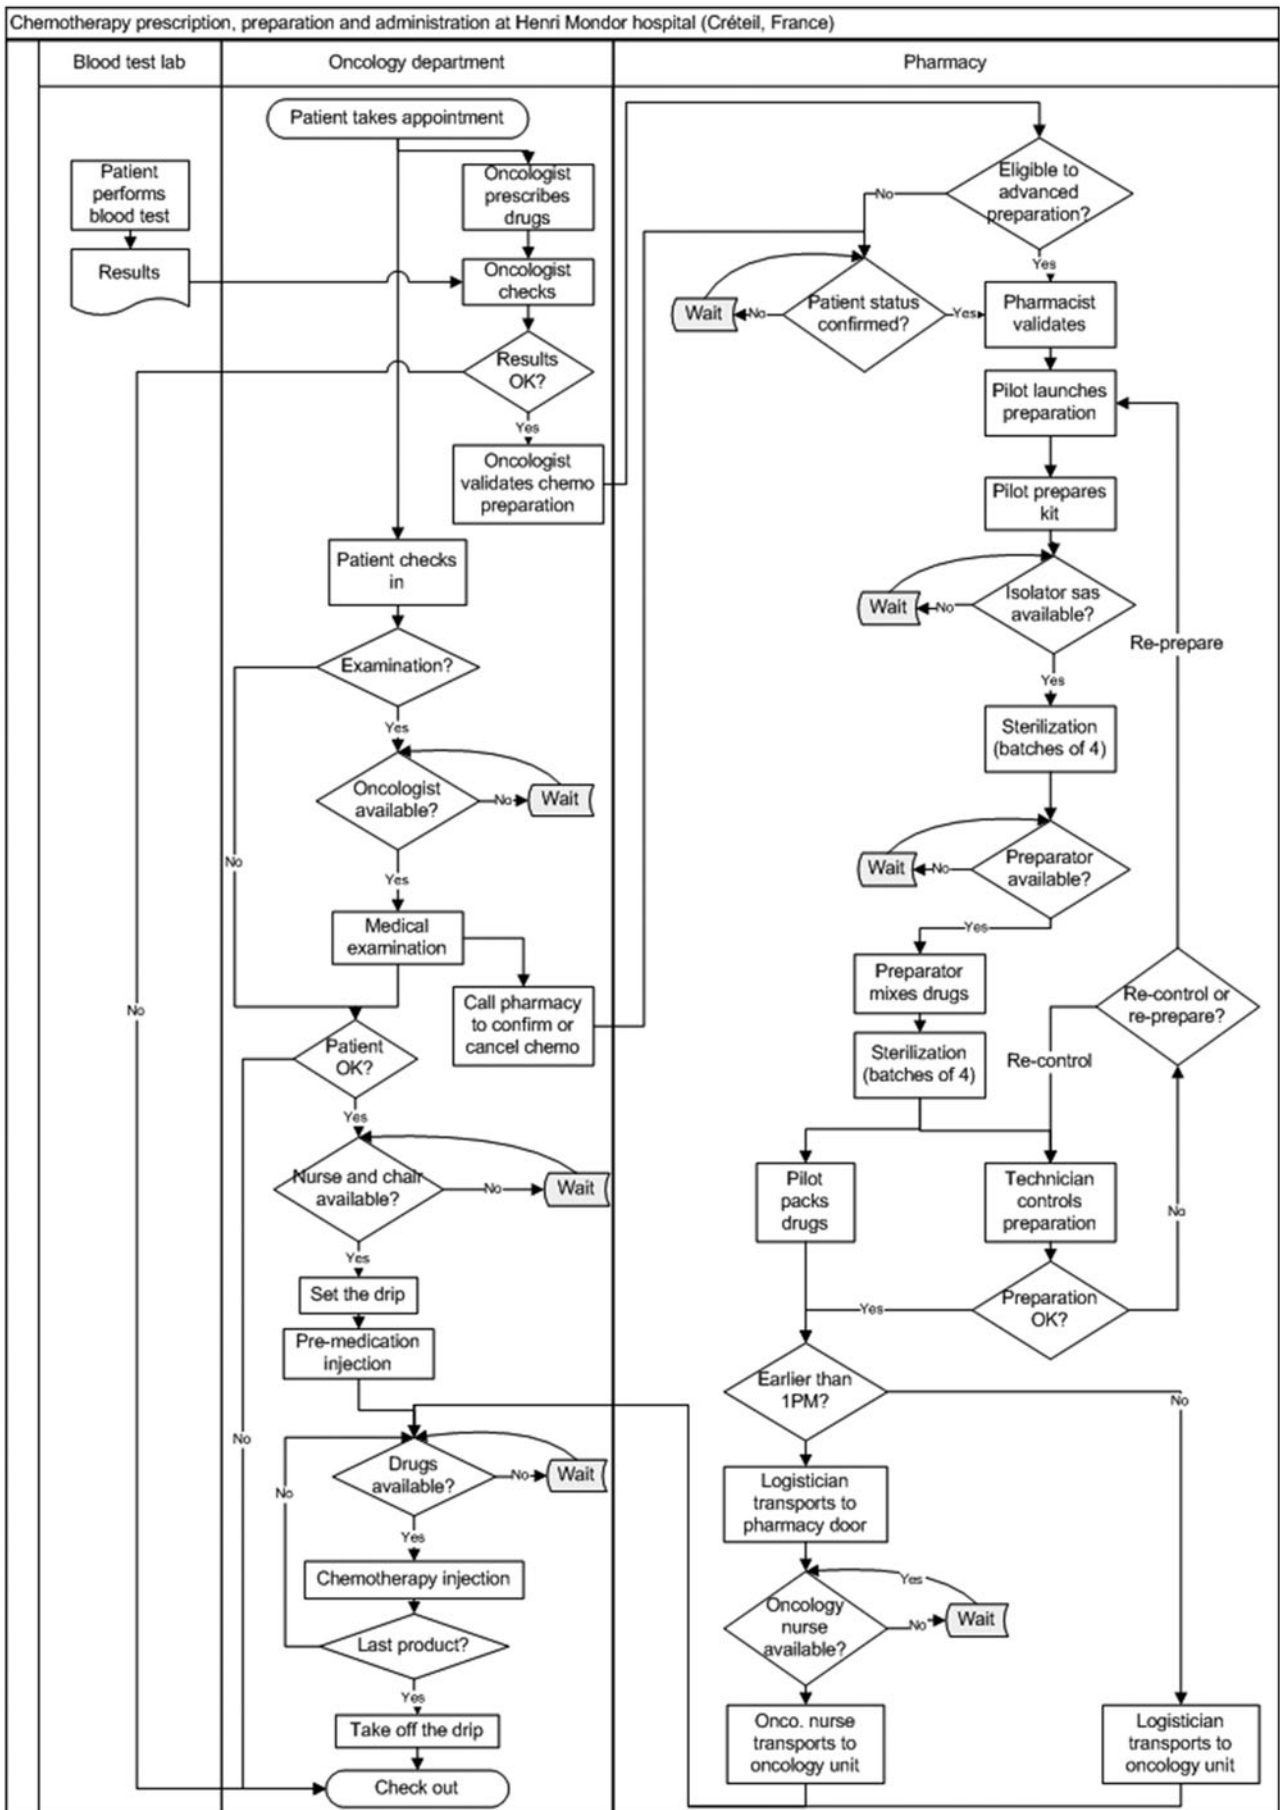 Chemotherapy prescription, preparation and administration at Henri Mondor hospital (Créteil, France)
Blood test lab
Oncology department
Pharmacy
Patient
performs
blood test
Results
Patient takes appointment
Oncologist
prescribes
drugs
Oncologist
checks
Results
OK?
No
Yes
Oncologist
validates chemo
preparation
Patient checks
in
Examination?
No
Yes
Oncologist
available?
No
Wait
Yes
Medical
examination
Call pharmacy
to confirm or
cancel chemo
Patient
OK?
No
Yes
Nurse and chair
available?
No
Wait
Yes
Set the drip
Pre-medication
injection
Drugs
available?
No
Wait
Yes
Chemotherapy injection
Last product?
No
Yes
Take off the drip
Check out
Eligible to
advanced
preparation?
No
Yes
Patient status
confirmed?
No
Wait
Yes
Pharmacist
validates
Pilot launches
preparation
Pilot prepares
kit
Isolator sas
available?
No
Wait
Yes
Sterilization
(batches of 4)
Preparator
available?
No
Wait
Yes
Preparator
mixes drugs
Sterilization
(batches of 4)
Pilot
packs
drugs
Technician
controls
preparation
Preparation
OK?
Yes
No
Re-control or
re-prepare?
Re-control
Re-prepare
Earlier than
1PM?
No
Logistician
transports to
pharmacy door
Oncology
nurse
available?
No
Wait
Yes
Onco. nurse
transports to
oncology unit
Logistician
transports to
oncology unit